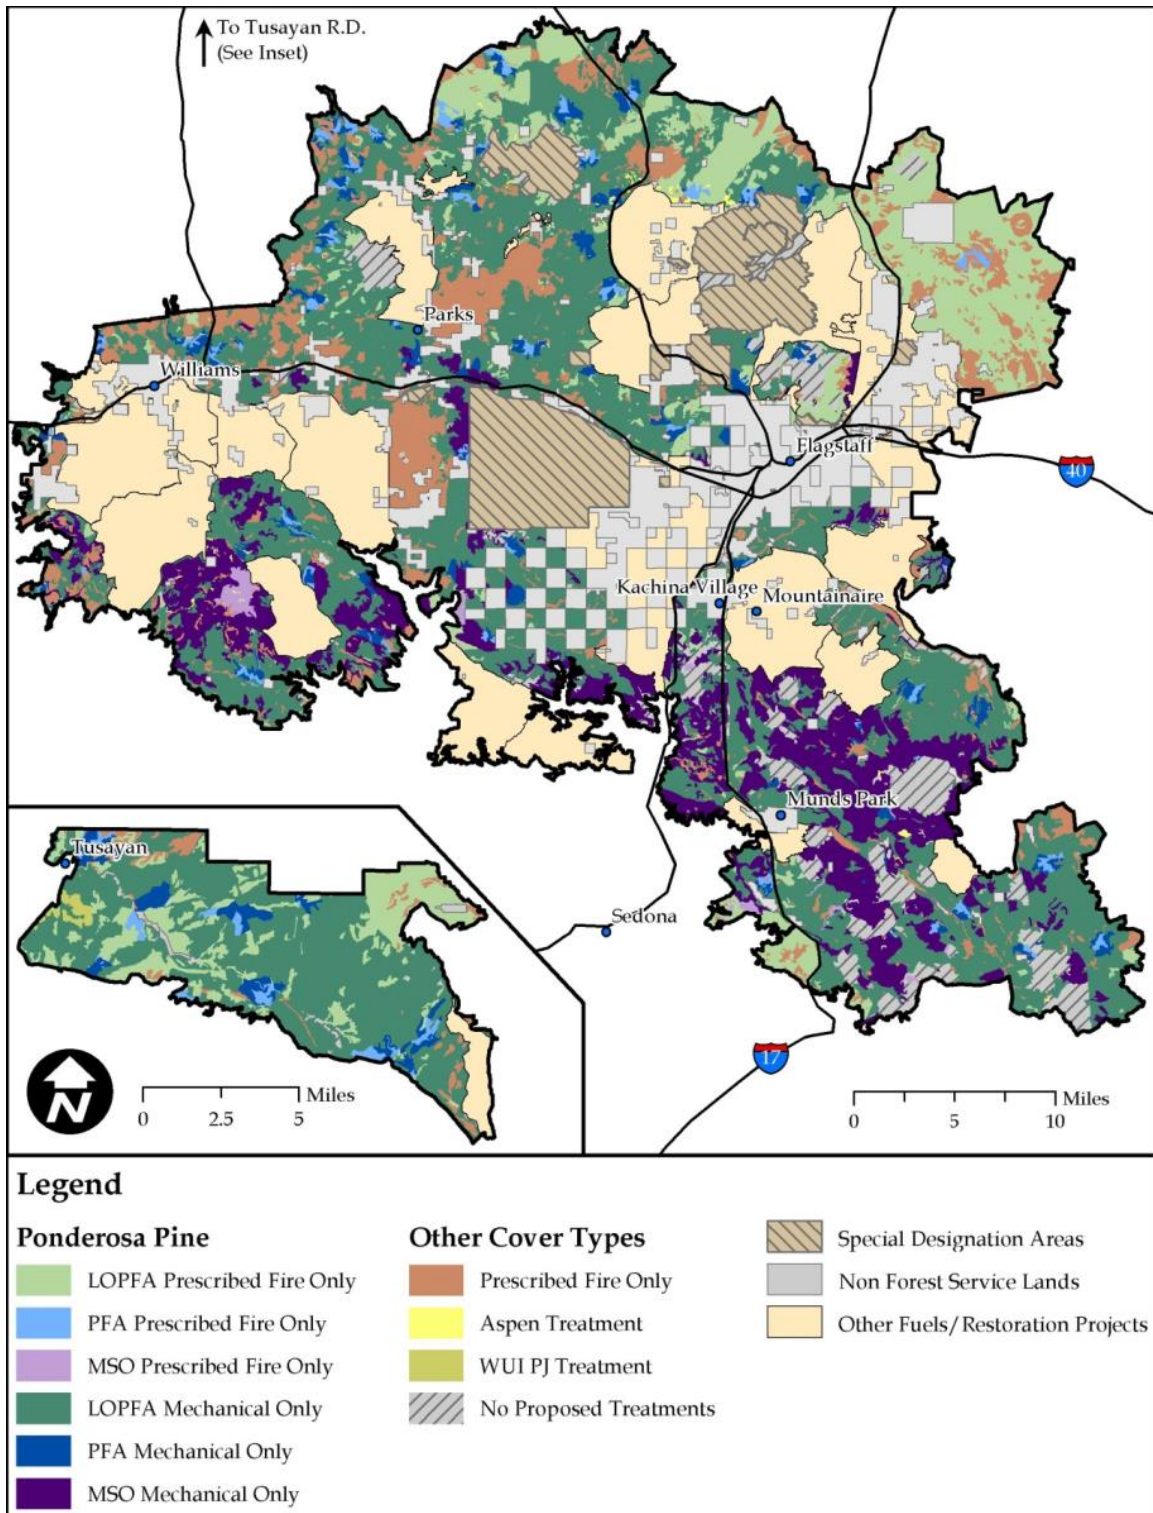 To Tusayan R.D.
(See Inset)
Parks
Williams
Flagstaff
40
Kachina Village
Mountainaire
Munds Park
Tusayan
Sedona
17
N
Miles
0 2.5 5
Miles
0 5 10
Legend
Ponderosa Pine
LOPFA Prescribed Fire Only
PFA Prescribed Fire Only
MSO Prescribed Fire Only
LOPFA Mechanical Only
PFA Mechanical Only
MSO Mechanical Only
Other Cover Types
Prescribed Fire Only
Aspen Treatment
WUI PJ Treatment
No Proposed Treatments
Special Designation Areas
Non Forest Service Lands
Other Fuels/Restoration Projects